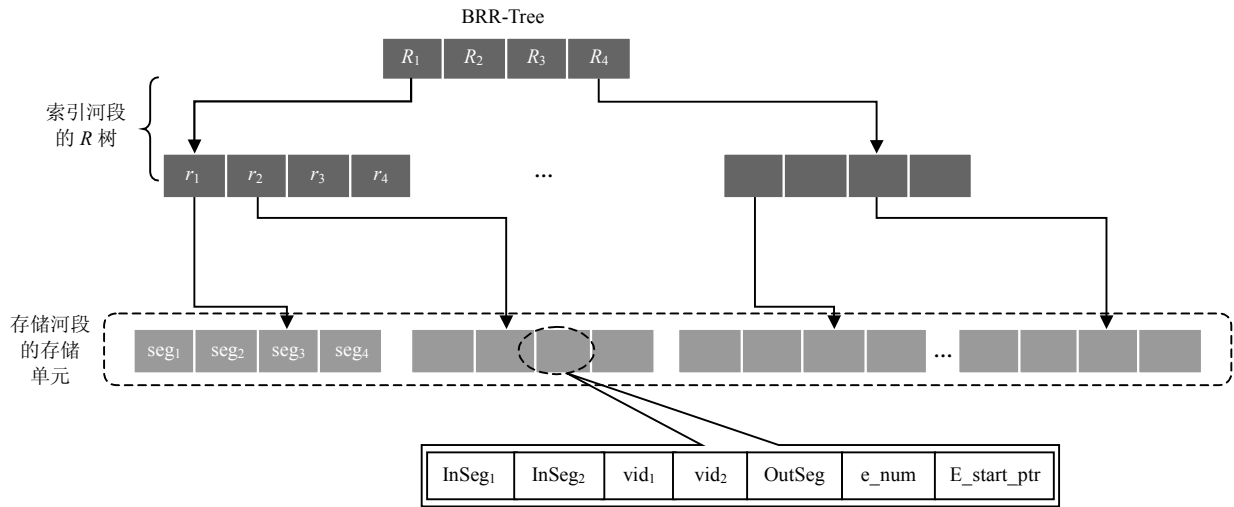 BRR-Tree
R₁ R₂ R₃ R₄
索引河段
的 R 树
r₁ r₂ r₃ r₄ ...
存储河段
的存储
单元
seg₁ seg₂ seg₃ seg₄ ...
InSeg₁ InSeg₂ vid₁ vid₂ OutSeg e_num E_start_ptr